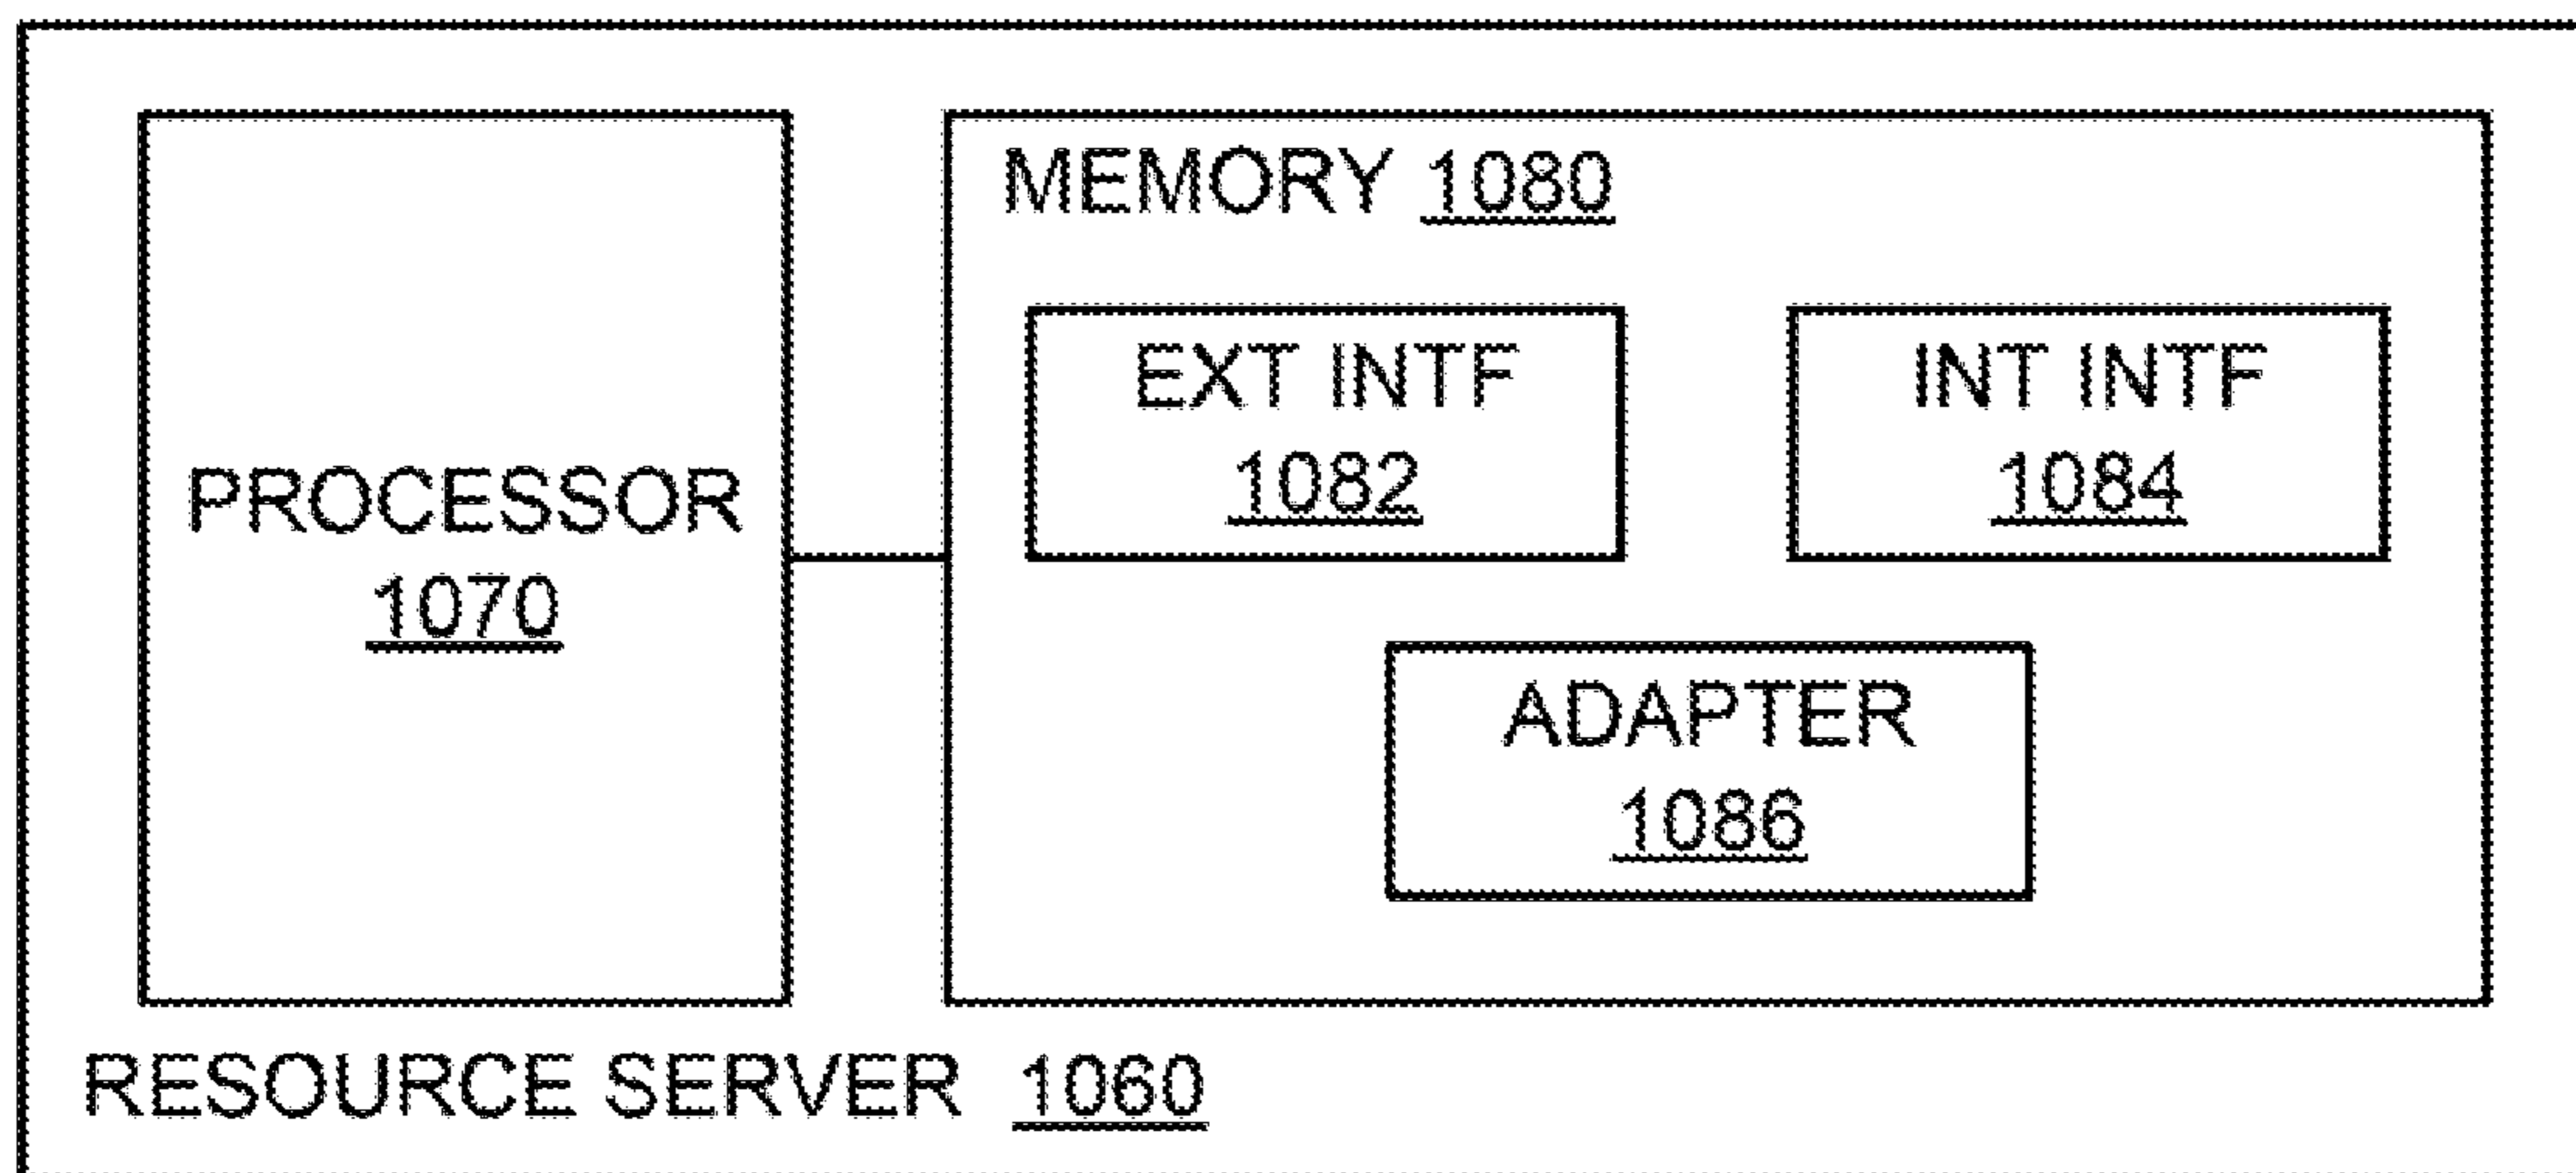 PROCESSOR
1070
MEMORY 1080
EXT INTF
1082
INT INTF
1084
ADAPTER
1086
RESOURCE SERVER 1060